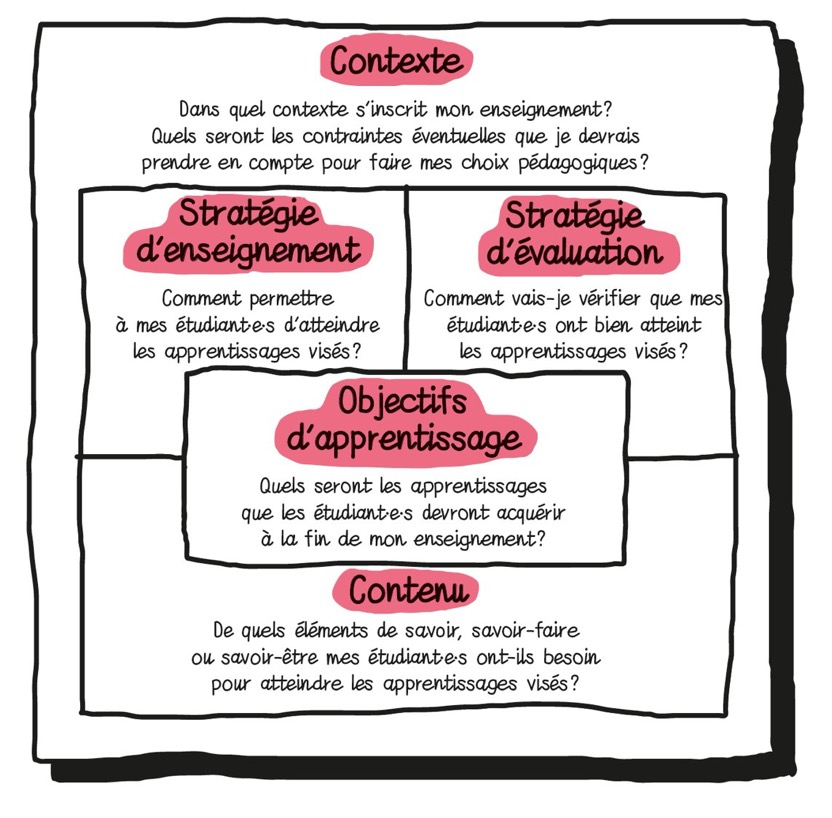 Contexte
Dans quel contexte s'inscrit mon enseignement?
Quels seront les contraintes éventuelles que je devrais
prendre en compte pour faire mes choix pédagogiques?
Stratégie
d'enseignement
Comment permettre
à mes étudiant·e·s d'atteindre
les apprentissages visés?
Stratégie
d'évaluation
Comment vais-je vérifier que mes
étudiant·e·s ont bien atteint
les apprentissages visés?
Objectifs
d'apprentissage
Quels seront les apprentissages
que les étudiant·e·s devront acquérir
à la fin de mon enseignement?
Contenu
De quels éléments de savoir, savoir-faire
ou savoir-être mes étudiant·e·s ont-ils besoin
pour atteindre les apprentissages visés?